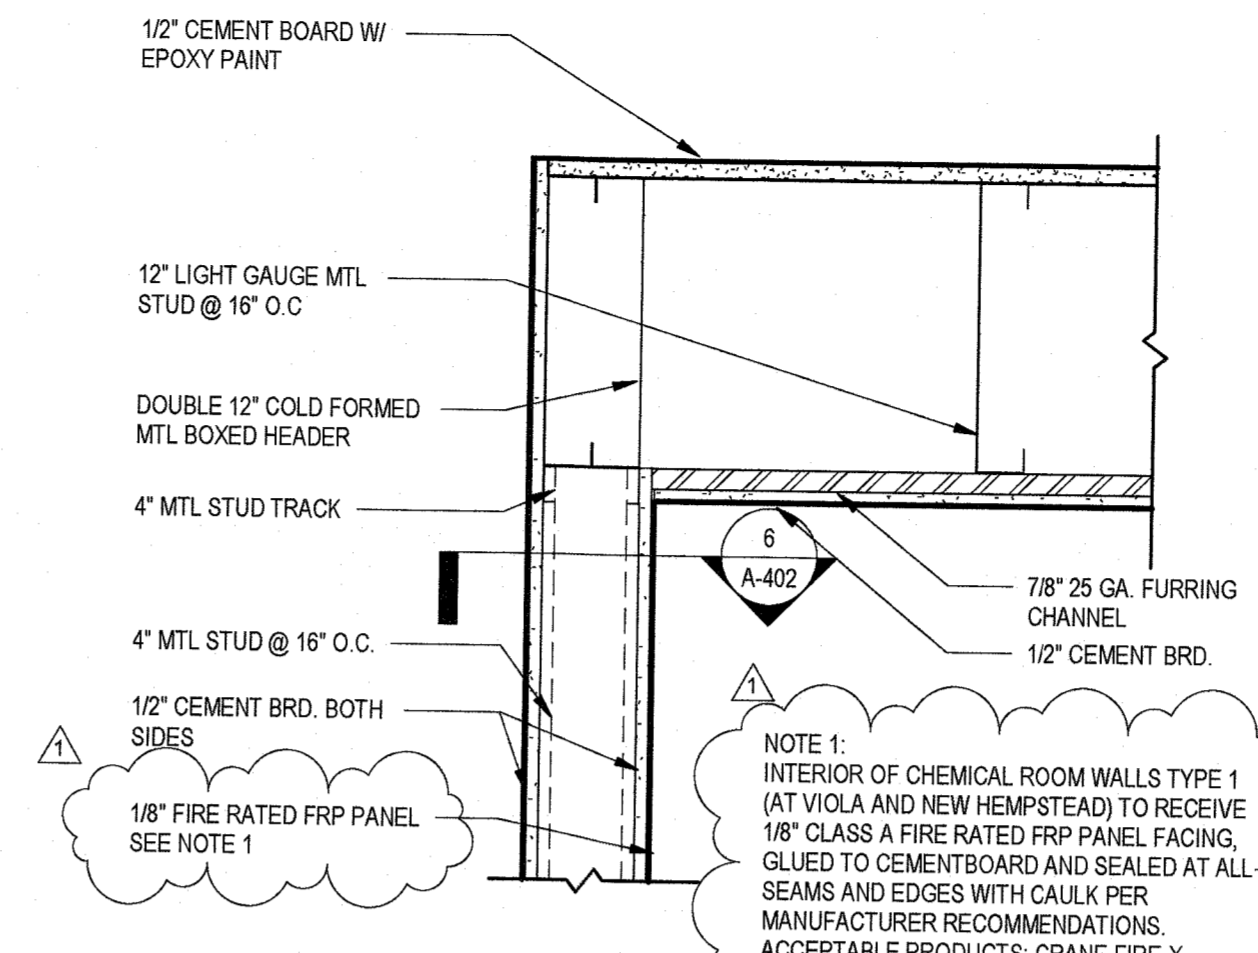 1/2" CEMENT BOARD W/
EPOXY PAINT
12" LIGHT GAUGE MTL
STUD @ 16" O.C
DOUBLE 12" COLD FORMED
MTL BOXED HEADER
4" MTL STUD TRACK
6
A-402
7/8" 25 GA. FURRING
CHANNEL
1/2" CEMENT BRD.
4" MTL STUD @ 16" O.C.
1/2" CEMENT BRD. BOTH
SIDES
1
1/8" FIRE RATED FRP PANEL
SEE NOTE 1
1
NOTE 1:
INTERIOR OF CHEMICAL ROOM WALLS TYPE 1
(AT VIOLA AND NEW HEMPSTEAD) TO RECEIVE
1/8" CLASS A FIRE RATED FRP PANEL FACING,
GLUED TO CEMENTBOARD AND SEALED AT ALL
SEAMS AND EDGES WITH CAULK PER
MANUFACTURER RECOMMENDATIONS.
ACCEPTABLE PRODUCTS: CRANE FIRE-X